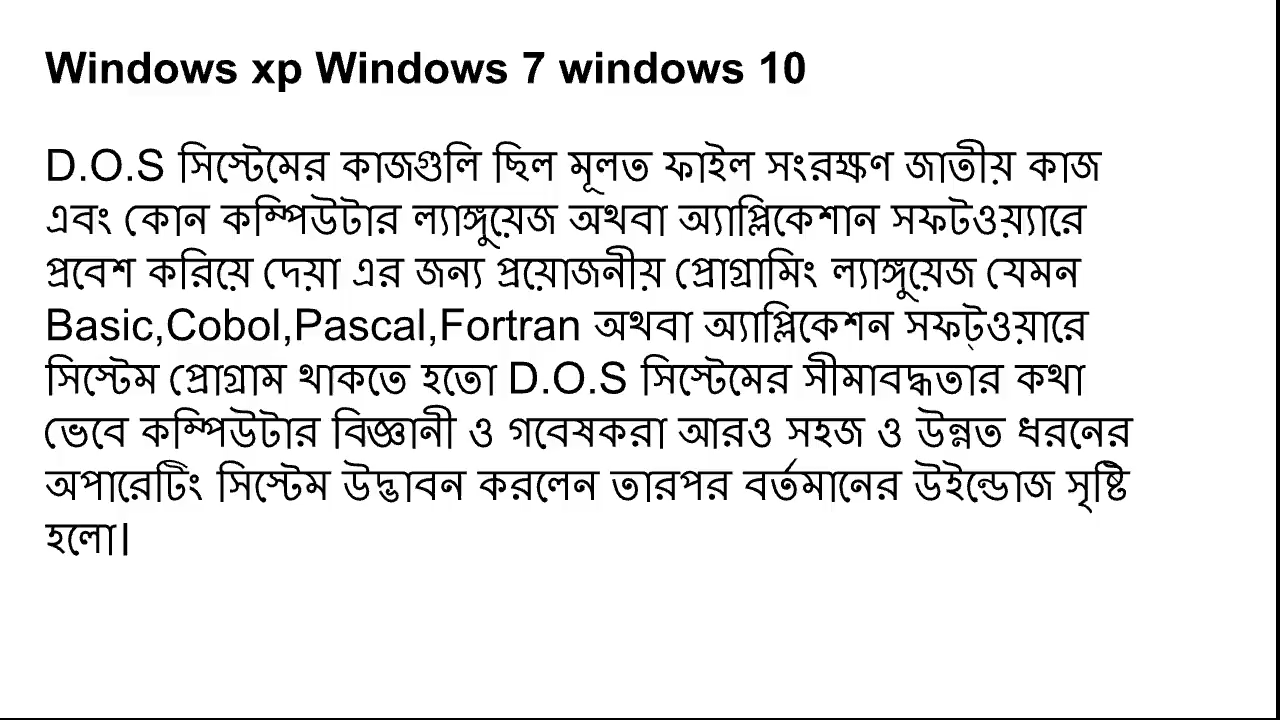 Windows xp Windows 7 windows 10
D.O.S সিস্টেমের কাজগুলি ছিল মূলত ফাইল সংরক্ষণ জাতীয় কাজ
এবং কোন কম্পিউটার ল্যাঙ্গুয়েজ অথবা অ্যাপ্লিকেশান সফটওয়্যারে
প্রবেশ করিয়ে দেয়া এর জন্য প্রয়োজনীয় প্রোগ্রামিং ল্যাঙ্গুয়েজ যেমন
Basic,Cobol,Pascal,Fortran অথবা অ্যাপ্লিকেশন সফট্ওয়ারে
সিস্টেম প্রোগ্রাম থাকতে হতো D.O.S সিস্টেমের সীমাবদ্ধতার কথা
ভেবে কম্পিউটার বিজ্ঞানী ও গবেষকরা আরও সহজ ও উন্নত ধরনের
অপারেটিং সিস্টেম উদ্ভাবন করলেন তারপর বর্তমানের উইন্ডোজ সৃষ্টি
হলো।